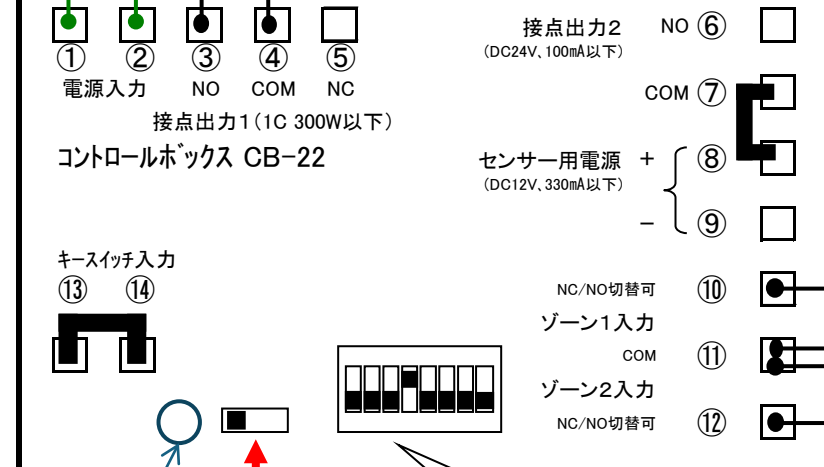 ① ② ③ ④ ⑤
電源入力 NO COM NC
接点出力1(1C 300W以下)
コントロールボックス CB-22
キースイッチ入力
⑬ ⑭
接点出力2 NO ⑥
(DC24V、100mA以下)
COM ⑦
センサー用電源 + ⑧
(DC12V、330mA以下)
- ⑨
NC/NO切替可 ⑩
ゾーン1入力
COM ⑪
ゾーン2入力
NC/NO切替可 ⑫